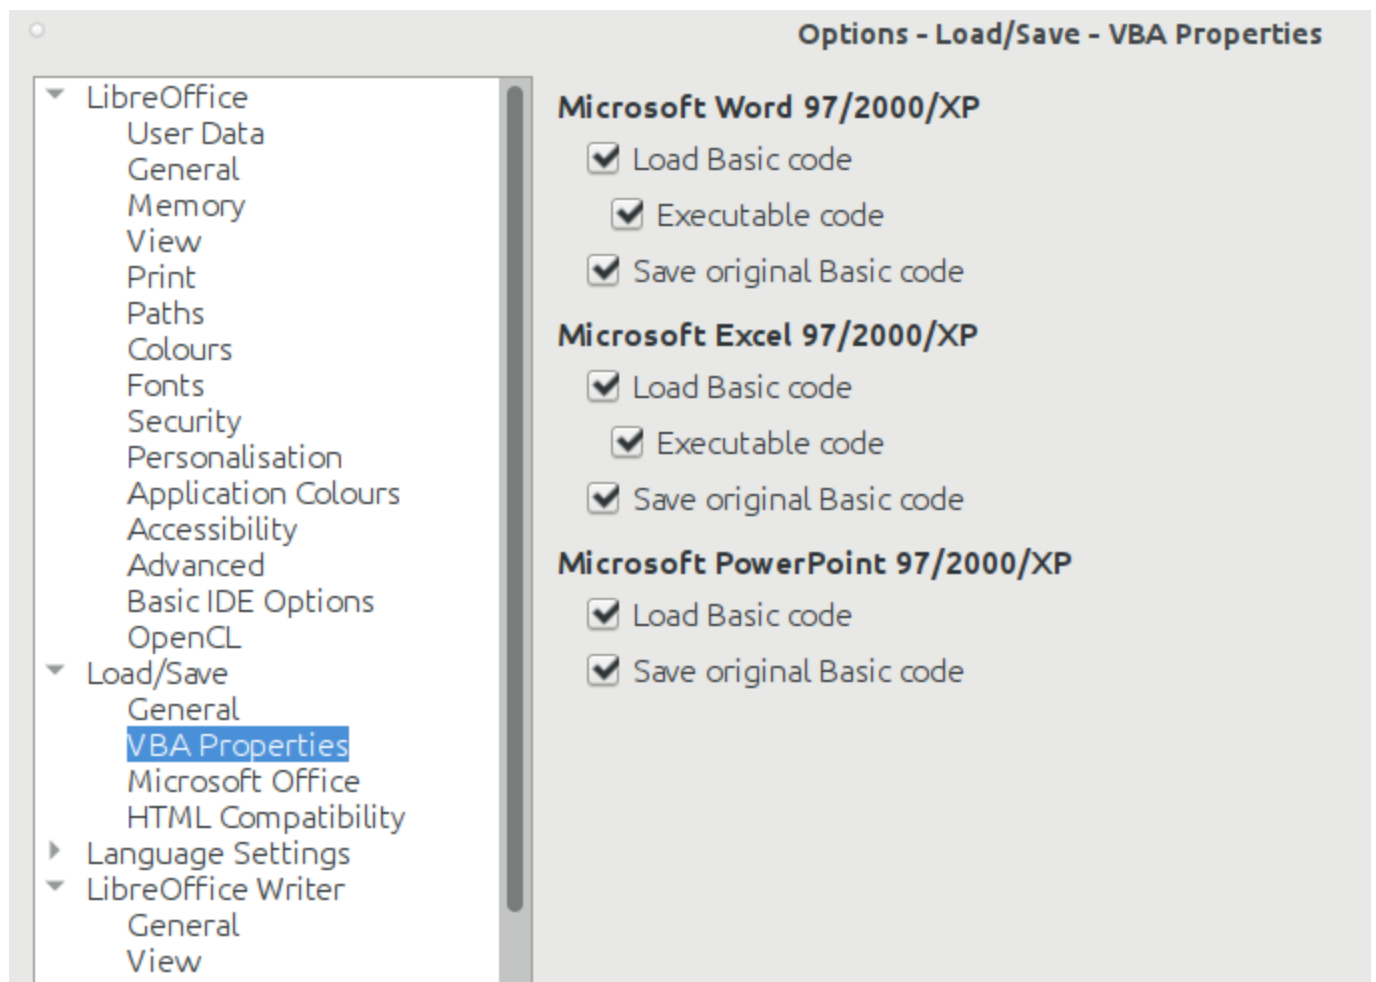 Options - Load/Save - VBA Properties
LibreOffice
User Data
General
Memory
View
Print
Paths
Colours
Fonts
Security
Personalisation
Application Colours
Accessibility
Advanced
Basic IDE Options
OpenCL
Load/Save
General
VBA Properties
Microsoft Office
HTML Compatibility
Language Settings
LibreOffice Writer
General
View
Microsoft Word 97/2000/XP
Load Basic code
Executable code
Save original Basic code
Microsoft Excel 97/2000/XP
Load Basic code
Executable code
Save original Basic code
Microsoft PowerPoint 97/2000/XP
Load Basic code
Save original Basic code